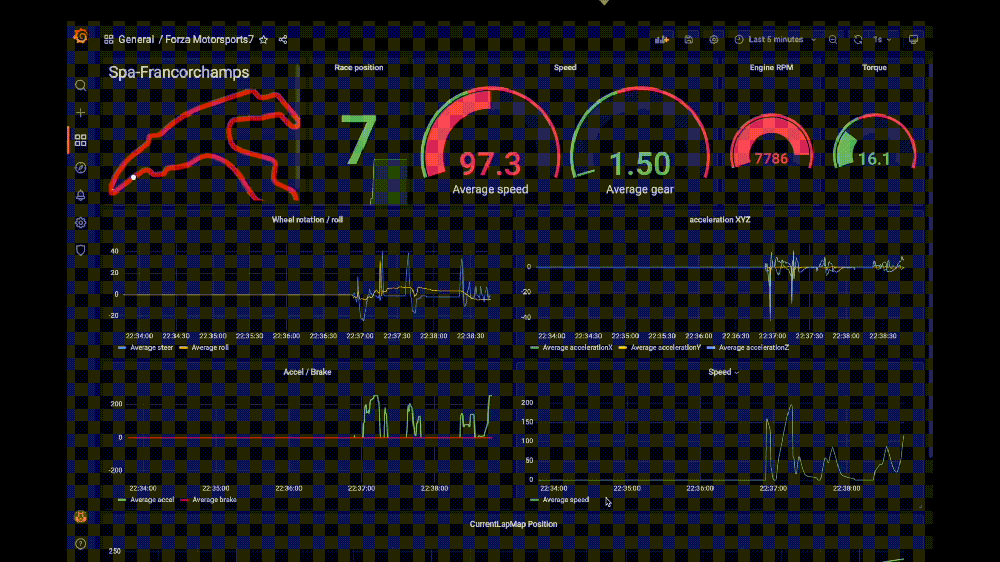 General / Forza Motorsports7
Last 5 minutes
1s
Spa-Francorchamps
Race position
7
Speed
97.3
Average speed
1.50
Average gear
Engine RPM
7786
Torque
16.1
Wheel rotation / roll
40
20
0
-20
22:34:00 22:34:30 22:35:00 22:35:30 22:36:00 22:36:30 22:37:00 22:37:30 22:38:00 22:38:30
Average steer Average roll
acceleration XYZ
0
-20
-40
22:34:00 22:34:30 22:35:00 22:35:30 22:36:00 22:36:30 22:37:00 22:37:30 22:38:00 22:38:30
Average accelerationX Average accelerationY Average accelerationZ
Accel / Brake
200
0
-200
22:34:00 22:35:00 22:36:00 22:37:00 22:38:00
Average accel Average brake
Speed
200
150
100
50
0
22:34:00 22:35:00 22:36:00 22:37:00 22:38:00
Average speed
CurrentLapMap Position
250